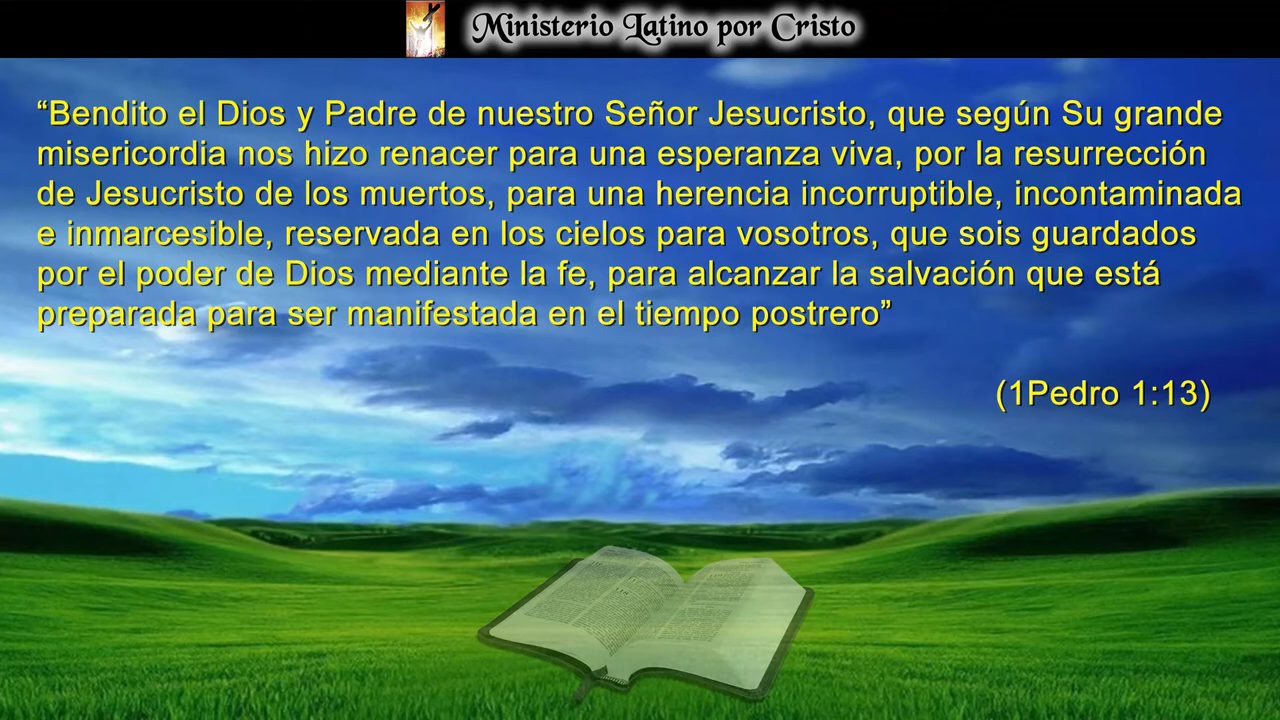 Ministerio Latino por Cristo
“Bendito el Dios y Padre de nuestro Señor Jesucristo, que según Su grande
misericordia nos hizo renacer para una esperanza viva, por la resurrección
de Jesucristo de los muertos, para una herencia incorruptible, incontaminada
e inmarcesible, reservada en los cielos para vosotros, que sois guardados
por el poder de Dios mediante la fe, para alcanzar la salvación que está
preparada para ser manifestada en el tiempo postrero”
(1Pedro 1:13)